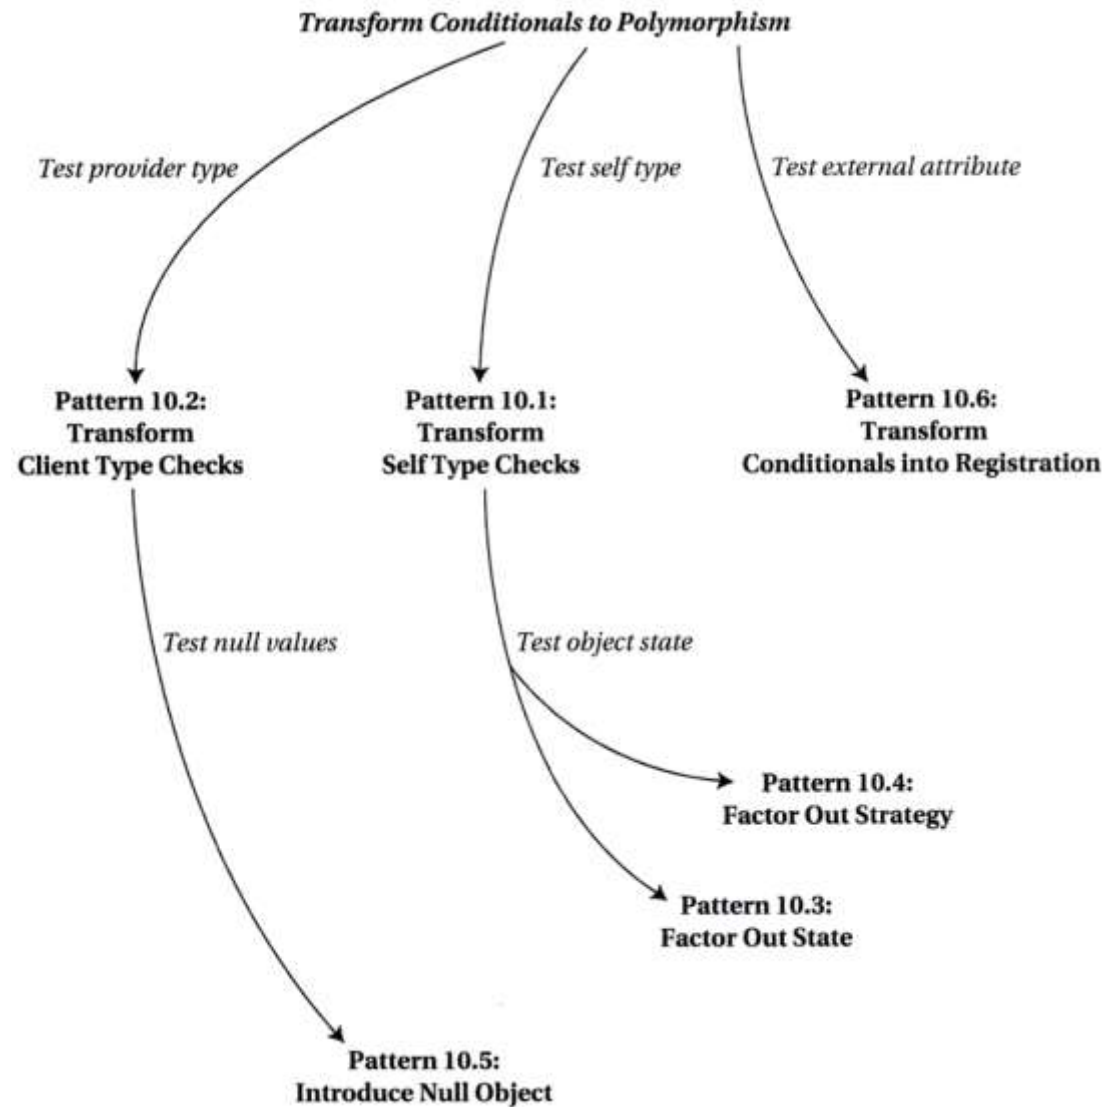 Transform Conditionals to Polymorphism
Test provider type
Test self type
Test external attribute
Pattern 10.2:
Transform
Client Type Checks
Pattern 10.1:
Transform
Self Type Checks
Pattern 10.6:
Transform
Conditionals into Registration
Test null values
Test object state
Pattern 10.4:
Factor Out Strategy
Pattern 10.3:
Factor Out State
Pattern 10.5:
Introduce Null Object